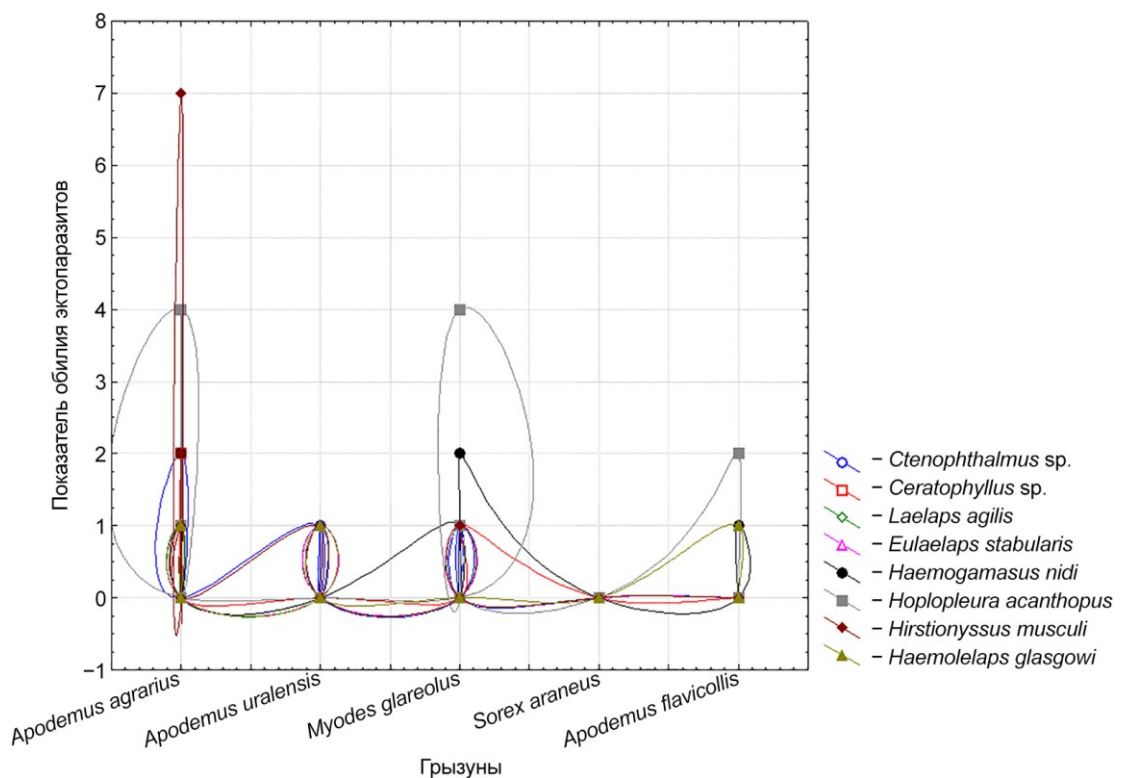 8
7
6
5
4
3
2
1
0
−1
Показатель обилия эктопаразитов
Apodemus agrarius
Apodemus uralensis
Myodes glareolus
Sorex araneus
Apodemus flavicollis
Грызуны
– Ctenophthalmus sp.
– Ceratophyllus sp.
– Laelaps agilis
– Eulaelaps stabularis
– Haemogamasus nidi
– Hoplopleura acanthopus
– Hirstionyssus musculi
– Haemolelaps glasgowi